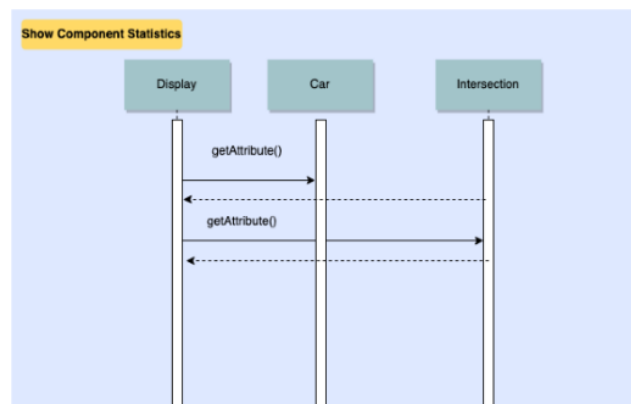 Show Component Statistics
Display
Car
Intersection
getAttribute()
getAttribute()